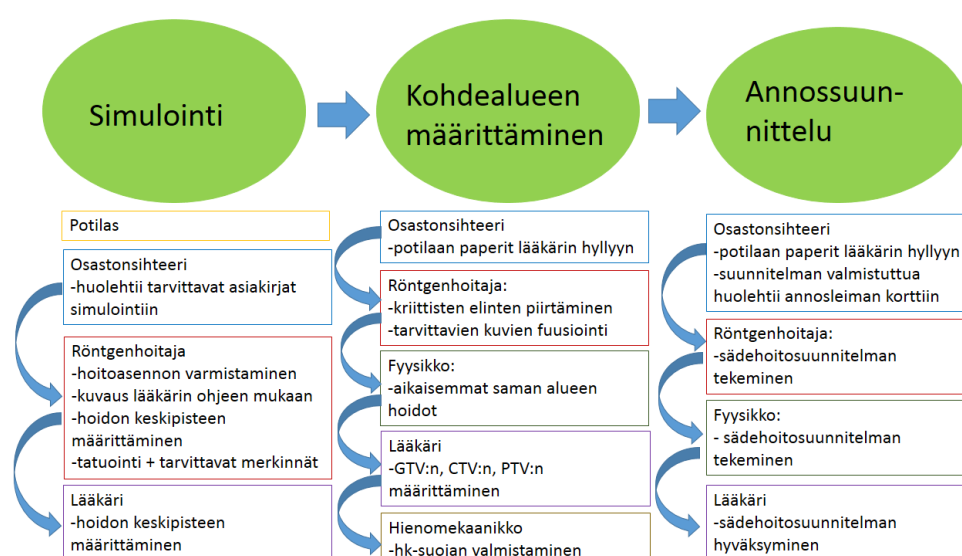 Simulointi
Kohdealueen
määrittäminen
Annossuun-
nittelu
Potilas
Osastonsihteeri
-huolehtii tarvittavat asiakirjat
simulointiin
Röntgenhoitaja
-hoitoasennon varmistaminen
-kuvaus lääkärin ohjeen mukaan
-hoidon keskipisteen
määrittäminen
-tatuointi + tarvittavat merkinnät
Lääkäri
-hoidon keskipisteen
määrittäminen
Osastonsihteeri
-potilaan paperit lääkärin hyllyyn
Röntgenhoitaja:
-kriittisten elinten piirtäminen
-tarvittavien kuvien fuusiointi
Fyysikko:
-aikaisemmat saman alueen
hoidot
Lääkäri
-GTV:n, CTV:n, PTV:n
määrittäminen
Hienomekaanikko
-hk-suojan valmistaminen
Osastonsihteeri
-potilaan paperit lääkärin hyllyyn
-suunnitelman valmistuttua
huolehtii annosleiman korttiin
Röntgenhoitaja:
-sädehoitosuunnitelman
tekeminen
Fyysikko:
- sädehoitosuunnitelman
tekeminen
Lääkäri
-sädehoitosuunnitelman
hyväksyminen